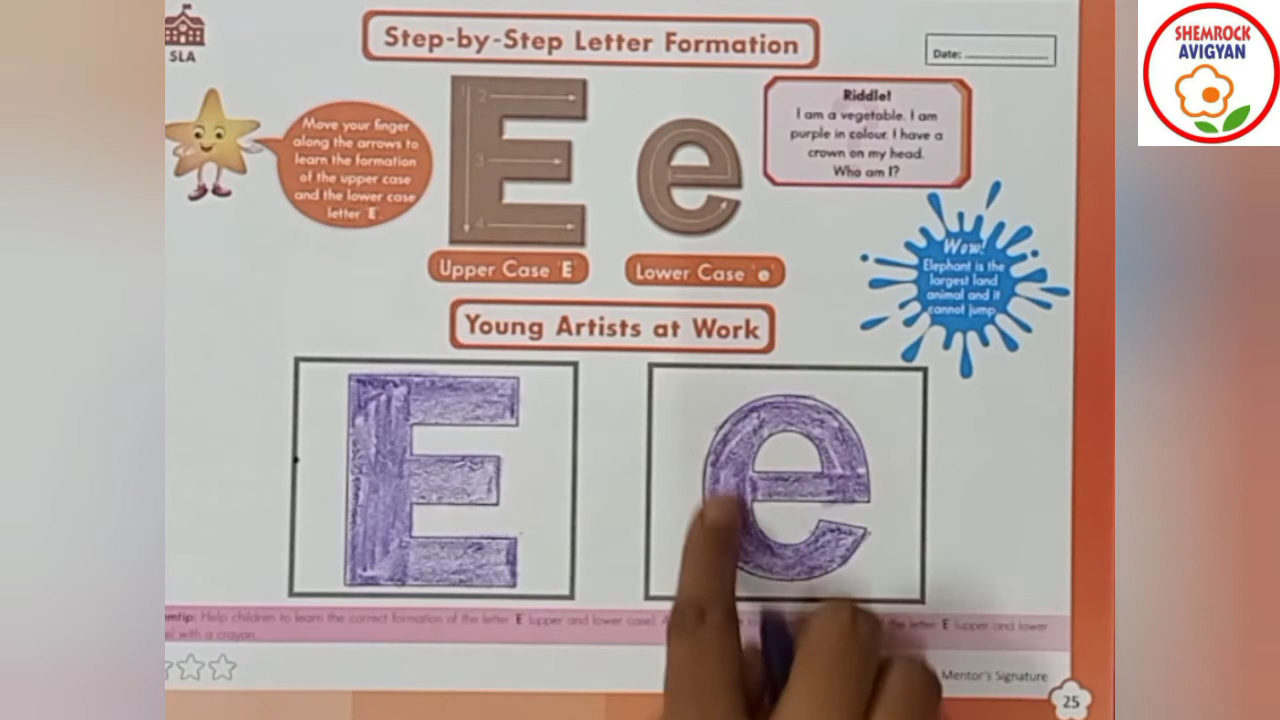 SLA
Step-by-Step Letter Formation
Date:
SHEMROCK
AVIGYAN
Move your finger
along the arrows to
learn the formation
of the upper case
and the lower case
letter 'E'.
1 2
3
4
E e
Riddle!
I am a vegetable. I am
purple in colour. I have a
crown on my head.
Who am I?
Upper Case 'E'
Lower Case 'e'
Wow!
Elephant is the
largest land
animal and it
cannot jump.
Young Artists at Work
E e
Help children to learn the correct formation of the letter E (upper and lower case). the letter E (upper and lower
with a crayon.
Mentor's Signature
25